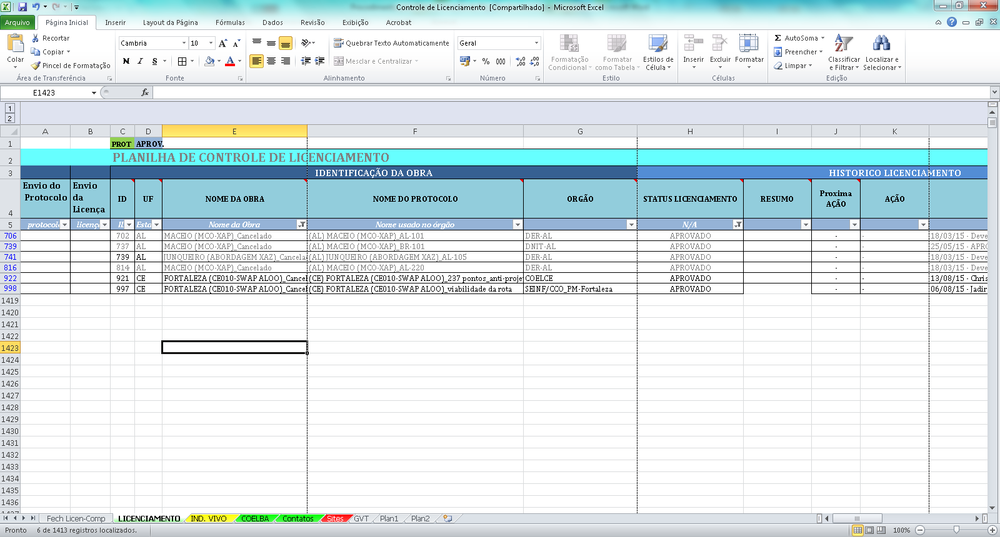 Controle de Licenciamento [Compartilhado] - Microsoft Excel
Arquivo Página Inicial Inserir Layout da Página Fórmulas Dados Revisão Exibição Acrobat
Colar
Recortar
Copiar
Pincel de Formatação
Área de Transferência
Cambria 10
N I S
Fonte
Quebrar Texto Automaticamente
Mesclar e Centralizar
Alinhamento
Geral
% 000
Número
Formatação Condicional
Formatar como Tabela
Estilos de Célula
Estilo
Inserir Excluir Formatar
Células
Σ AutoSoma
Preencher
Limpar
Classificar e Filtrar
Localizar e Selecionar
Edição
E1423 fx
1
2
A B C D E F G H I J K
1 PROT APROV.
2 PLANILHA DE CONTROLE DE LICENCIAMENTO
3 IDENTIFICAÇÃO DA OBRA HISTORICO LICENCIAMENTO
4 Envio do Protocolo Envio da Licença ID UF NOME DA OBRA NOME DO PROTOCOLO ORGÃO STATUS LICENCIAMENTO RESUMO Proxima AÇÃO AÇÃO
5 protocol licença Esta Nome da Obra Nome usado no órgão N/A
706 702 AL MACEIO (MCO-XAP)_Cancelado (AL) MACEIO (MCO-XAP)_AL-101 DER-AL APROVADO - - 18/03/15 - Deve
739 737 AL MACEIO (MCO-XAP)_Cancelado (AL) MACEIO (MCO-XAP)_BR-101 DNIT-AL APROVADO - - 25/05/15 - APRO
741 739 AL JUNQUEIRO (ABORDAGEM XAZ)_Cancela (AL) JUNQUEIRO (ABORDAGEM XAZ)_AL-105 DER-AL APROVADO - - 18/03/15 - Deve
816 814 AL MACEIO (MCO-XAP)_Cancelado (AL) MACEIO (MCO-XAP)_AL-220 DER-AL APROVADO - - 18/03/15 - Deve
922 921 CE FORTALEZA (CE010-SWAP ALOO)_Cancel (CE) FORTALEZA (CE010-SWAP ALOO)_237 pontos_anti-proje COELCE APROVADO - - 13/08/15 - Chris
998 997 CE FORTALEZA (CE010-SWAP ALOO)_Cancel (CE) FORTALEZA (CE010-SWAP ALOO)_viabilidade da rota SEINF/CCO_PM-Fortaleza APROVADO - - 06/08/15 - Jadir
1419
1420
1421
1422
1423
1424
1425
1426
1427
1428
1429
1430
1431
1432
1433
1434
1435
1436
Fech Licen-Comp LICENCIAMENTO IND. VIVO COELBA Contatos Sites GVT Plan1 Plan2
Pronto 6 de 1413 registros localizados. 100%